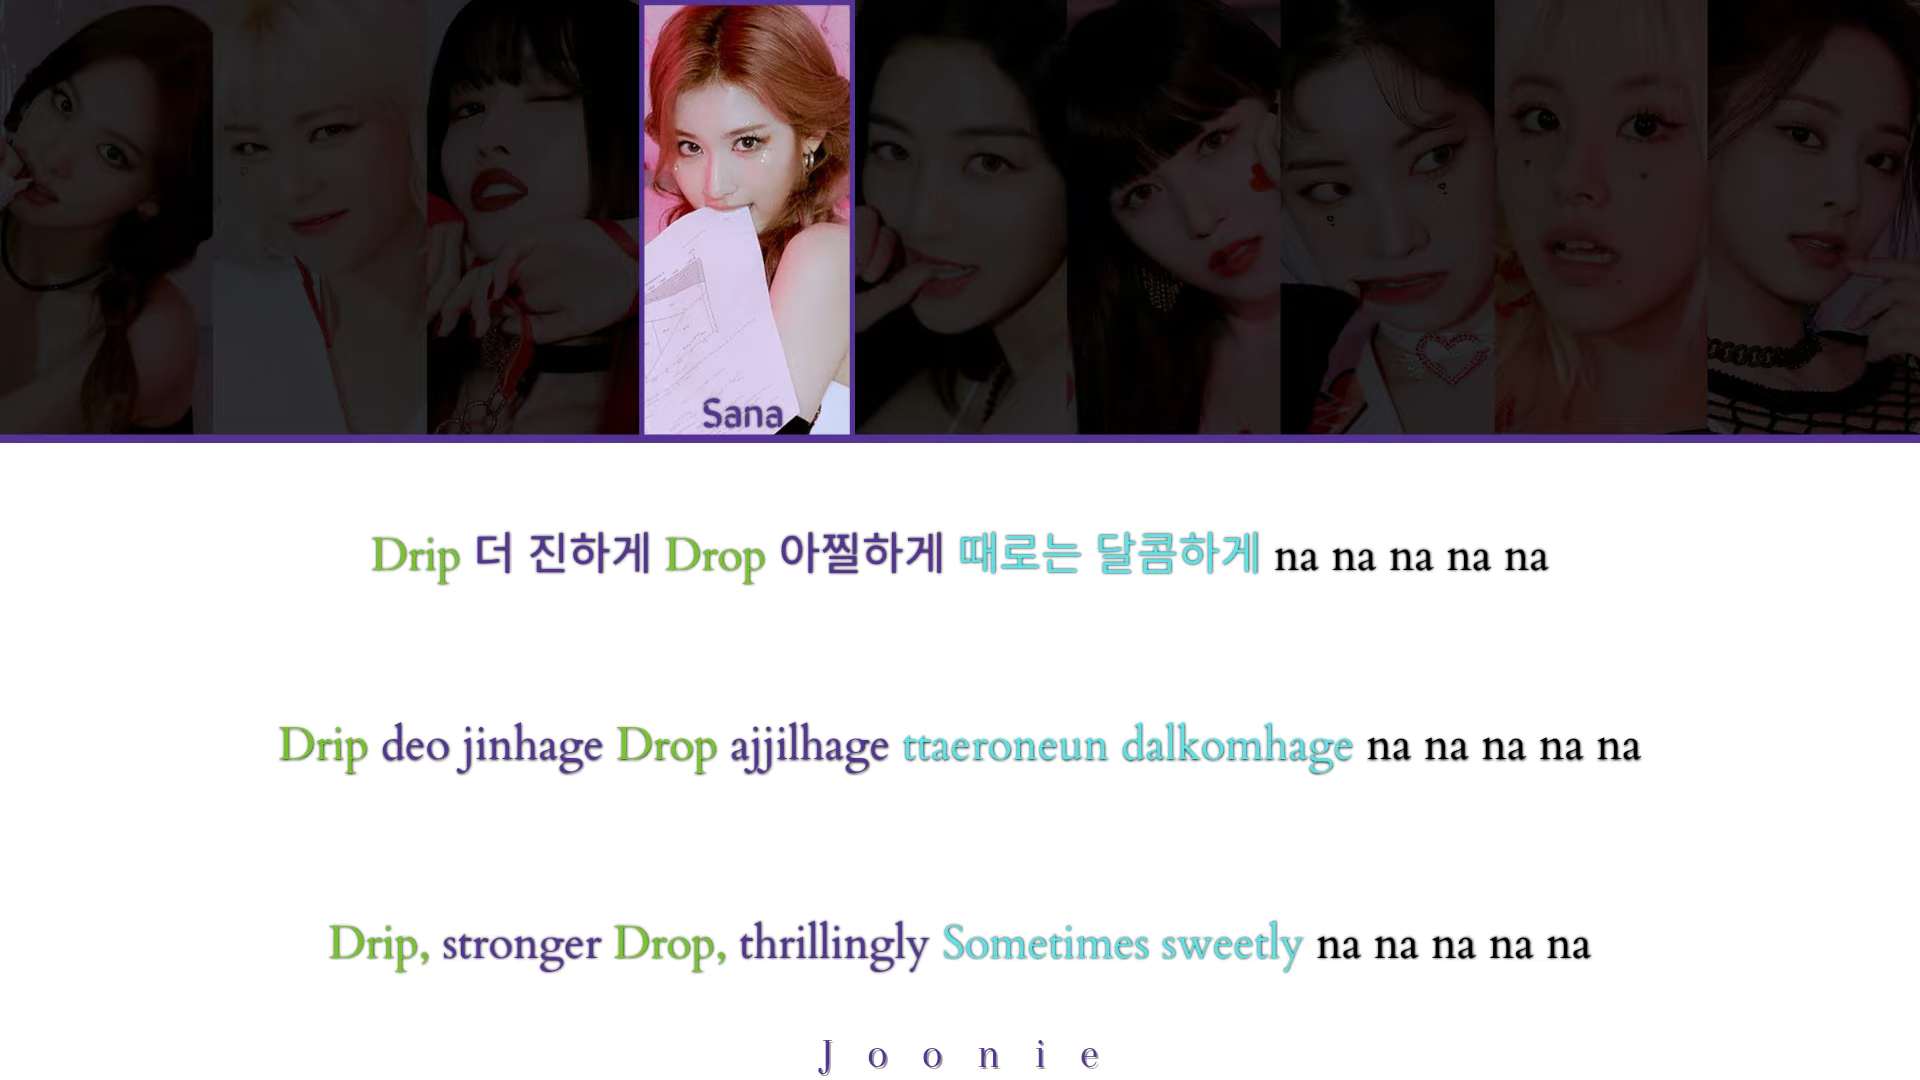 Sana
Drip 더 진하게 Drop 아찔하게 때로는 달콤하게 na na na na na
Drip deo jinhage Drop ajjilhage ttaeroneun dalkomhage na na na na na
Drip, stronger Drop, thrillingly Sometimes sweetly na na na na na
Joonie